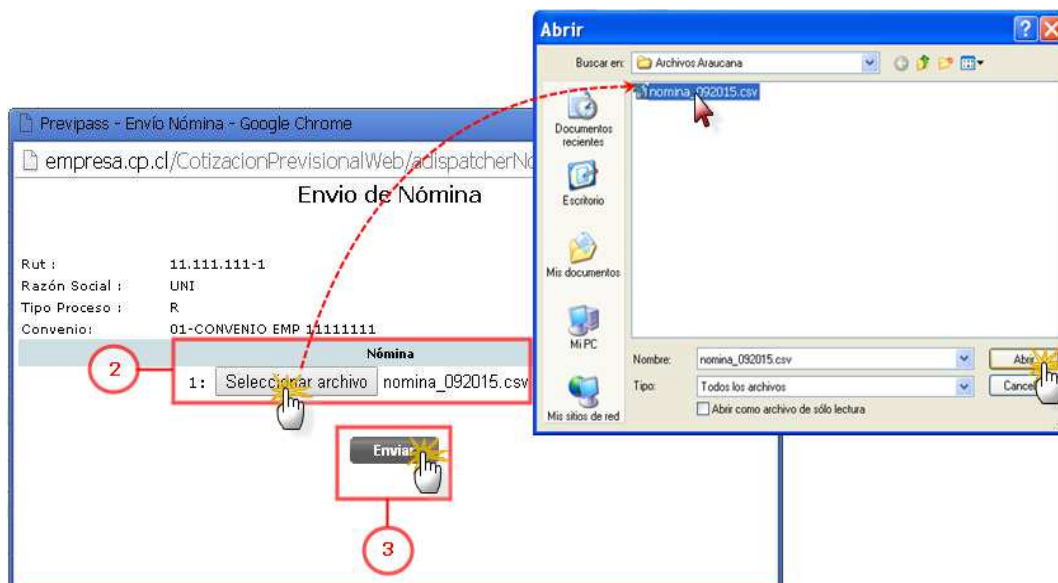 Previpass - Envío Nómina - Google Chrome
empresa.cp.cl/CotizacionPrevisionalWeb/adispatcherNo
Envio de Nómina
Rut : 11.111.111-1
Razón Social : UNI
Tipo Proceso : R
Convenio: 01-CONVENIO EMP 11111111
Nómina
1: Seleccionar archivo nomina_092015.csv
Enviar
2
3
Abrir
Buscar en: Archivos Araucana
nomina_092015.csv
Documentos
recientes
Escritorio
Mis documentos
Mi PC
Mis sitios de red
Nombre: nomina_092015.csv Abrir
Tipo: Todos los archivos Cancel
Abrir como archivo de sólo lectura